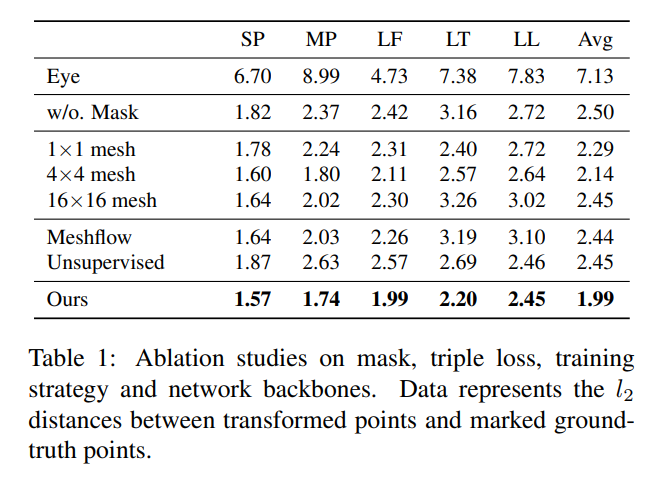 SP MP LF LT LL Avg
Eye 6.70 8.99 4.73 7.38 7.83 7.13
w/o. Mask 1.82 2.37 2.42 3.16 2.72 2.50
1×1 mesh 1.78 2.24 2.31 2.40 2.72 2.29
4×4 mesh 1.60 1.80 2.11 2.57 2.64 2.14
16×16 mesh 1.64 2.02 2.30 3.26 3.02 2.45
Meshflow 1.64 2.03 2.26 3.19 3.10 2.44
Unsupervised 1.87 2.63 2.57 2.69 2.46 2.45
Ours 1.57 1.74 1.99 2.20 2.45 1.99
Table 1: Ablation studies on mask, triple loss, training
strategy and network backbones. Data represents the l₂
distances between transformed points and marked ground-
truth points.